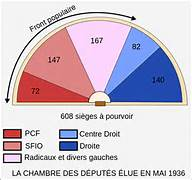 Front populaire
167
147
82
72
140
608 sièges à pourvoir
PCF
Centre Droit
SFIO
Droite
Radicaux et divers gauches
LA CHAMBRE DES DÉPUTÉS ÉLUE EN MAI 1936